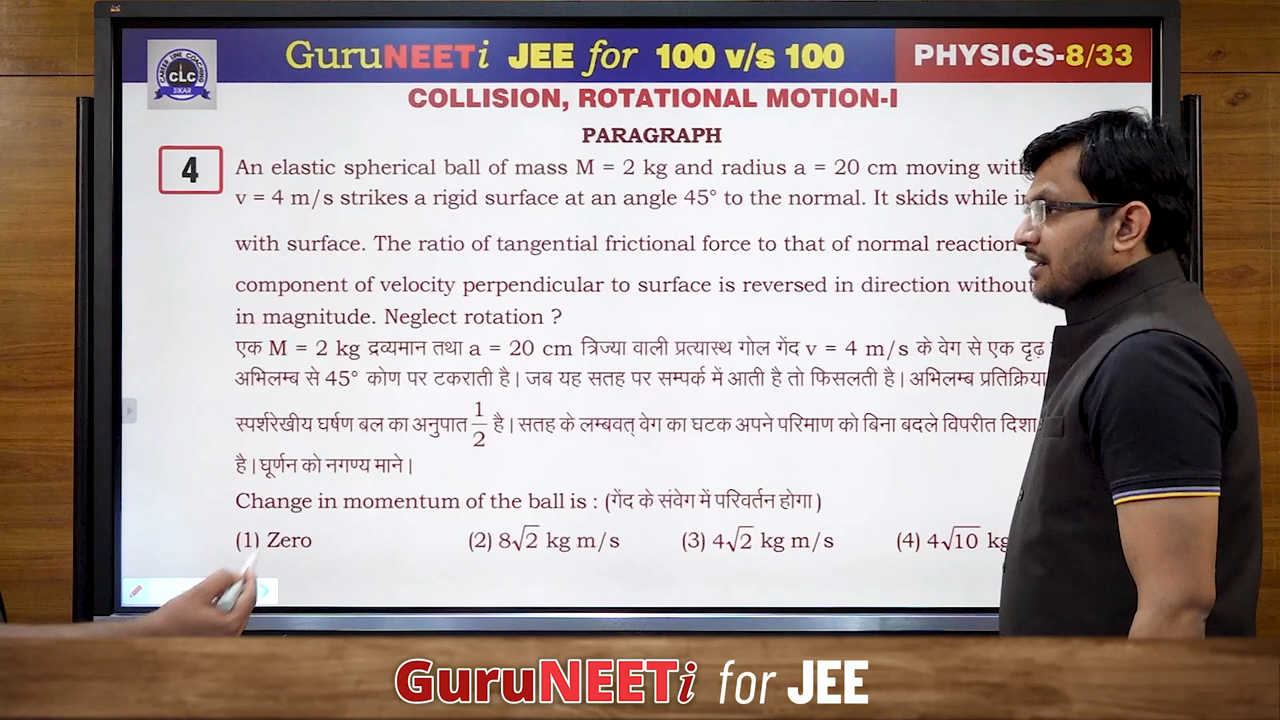 GuruNEETi JEE for 100 v/s 100
PHYSICS-8/33
CAREER LINE COACHING
CLC
SIKAR
COLLISION, ROTATIONAL MOTION-I
PARAGRAPH
4
An elastic spherical ball of mass M = 2 kg and radius a = 20 cm moving with
v = 4 m/s strikes a rigid surface at an angle 45° to the normal. It skids while
with surface. The ratio of tangential frictional force to that of normal reaction
component of velocity perpendicular to surface is reversed in direction without
in magnitude. Neglect rotation ?
एक M = 2 kg द्रव्यमान तथा a = 20 cm त्रिज्या वाली प्रत्यास्थ गोल गेंद v = 4 m/s के वेग से एक दृढ़
अभिलम्ब से 45° कोण पर टकराती है। जब यह सतह पर सम्पर्क में आती है तो फिसलती है। अभिलम्ब प्रतिक्रिया
स्पर्शरेखीय घर्षण बल का अनुपात 1/2 है। सतह के लम्बवत् वेग का घटक अपने परिमाण को बिना बदले विपरीत दिशा
है। घूर्णन को नगण्य माने।
Change in momentum of the ball is : (गेंद के संवेग में परिवर्तन होगा)
(1) Zero (2) 8√2 kg m/s (3) 4√2 kg m/s (4) 4√10 kg
GuruNEETi for JEE